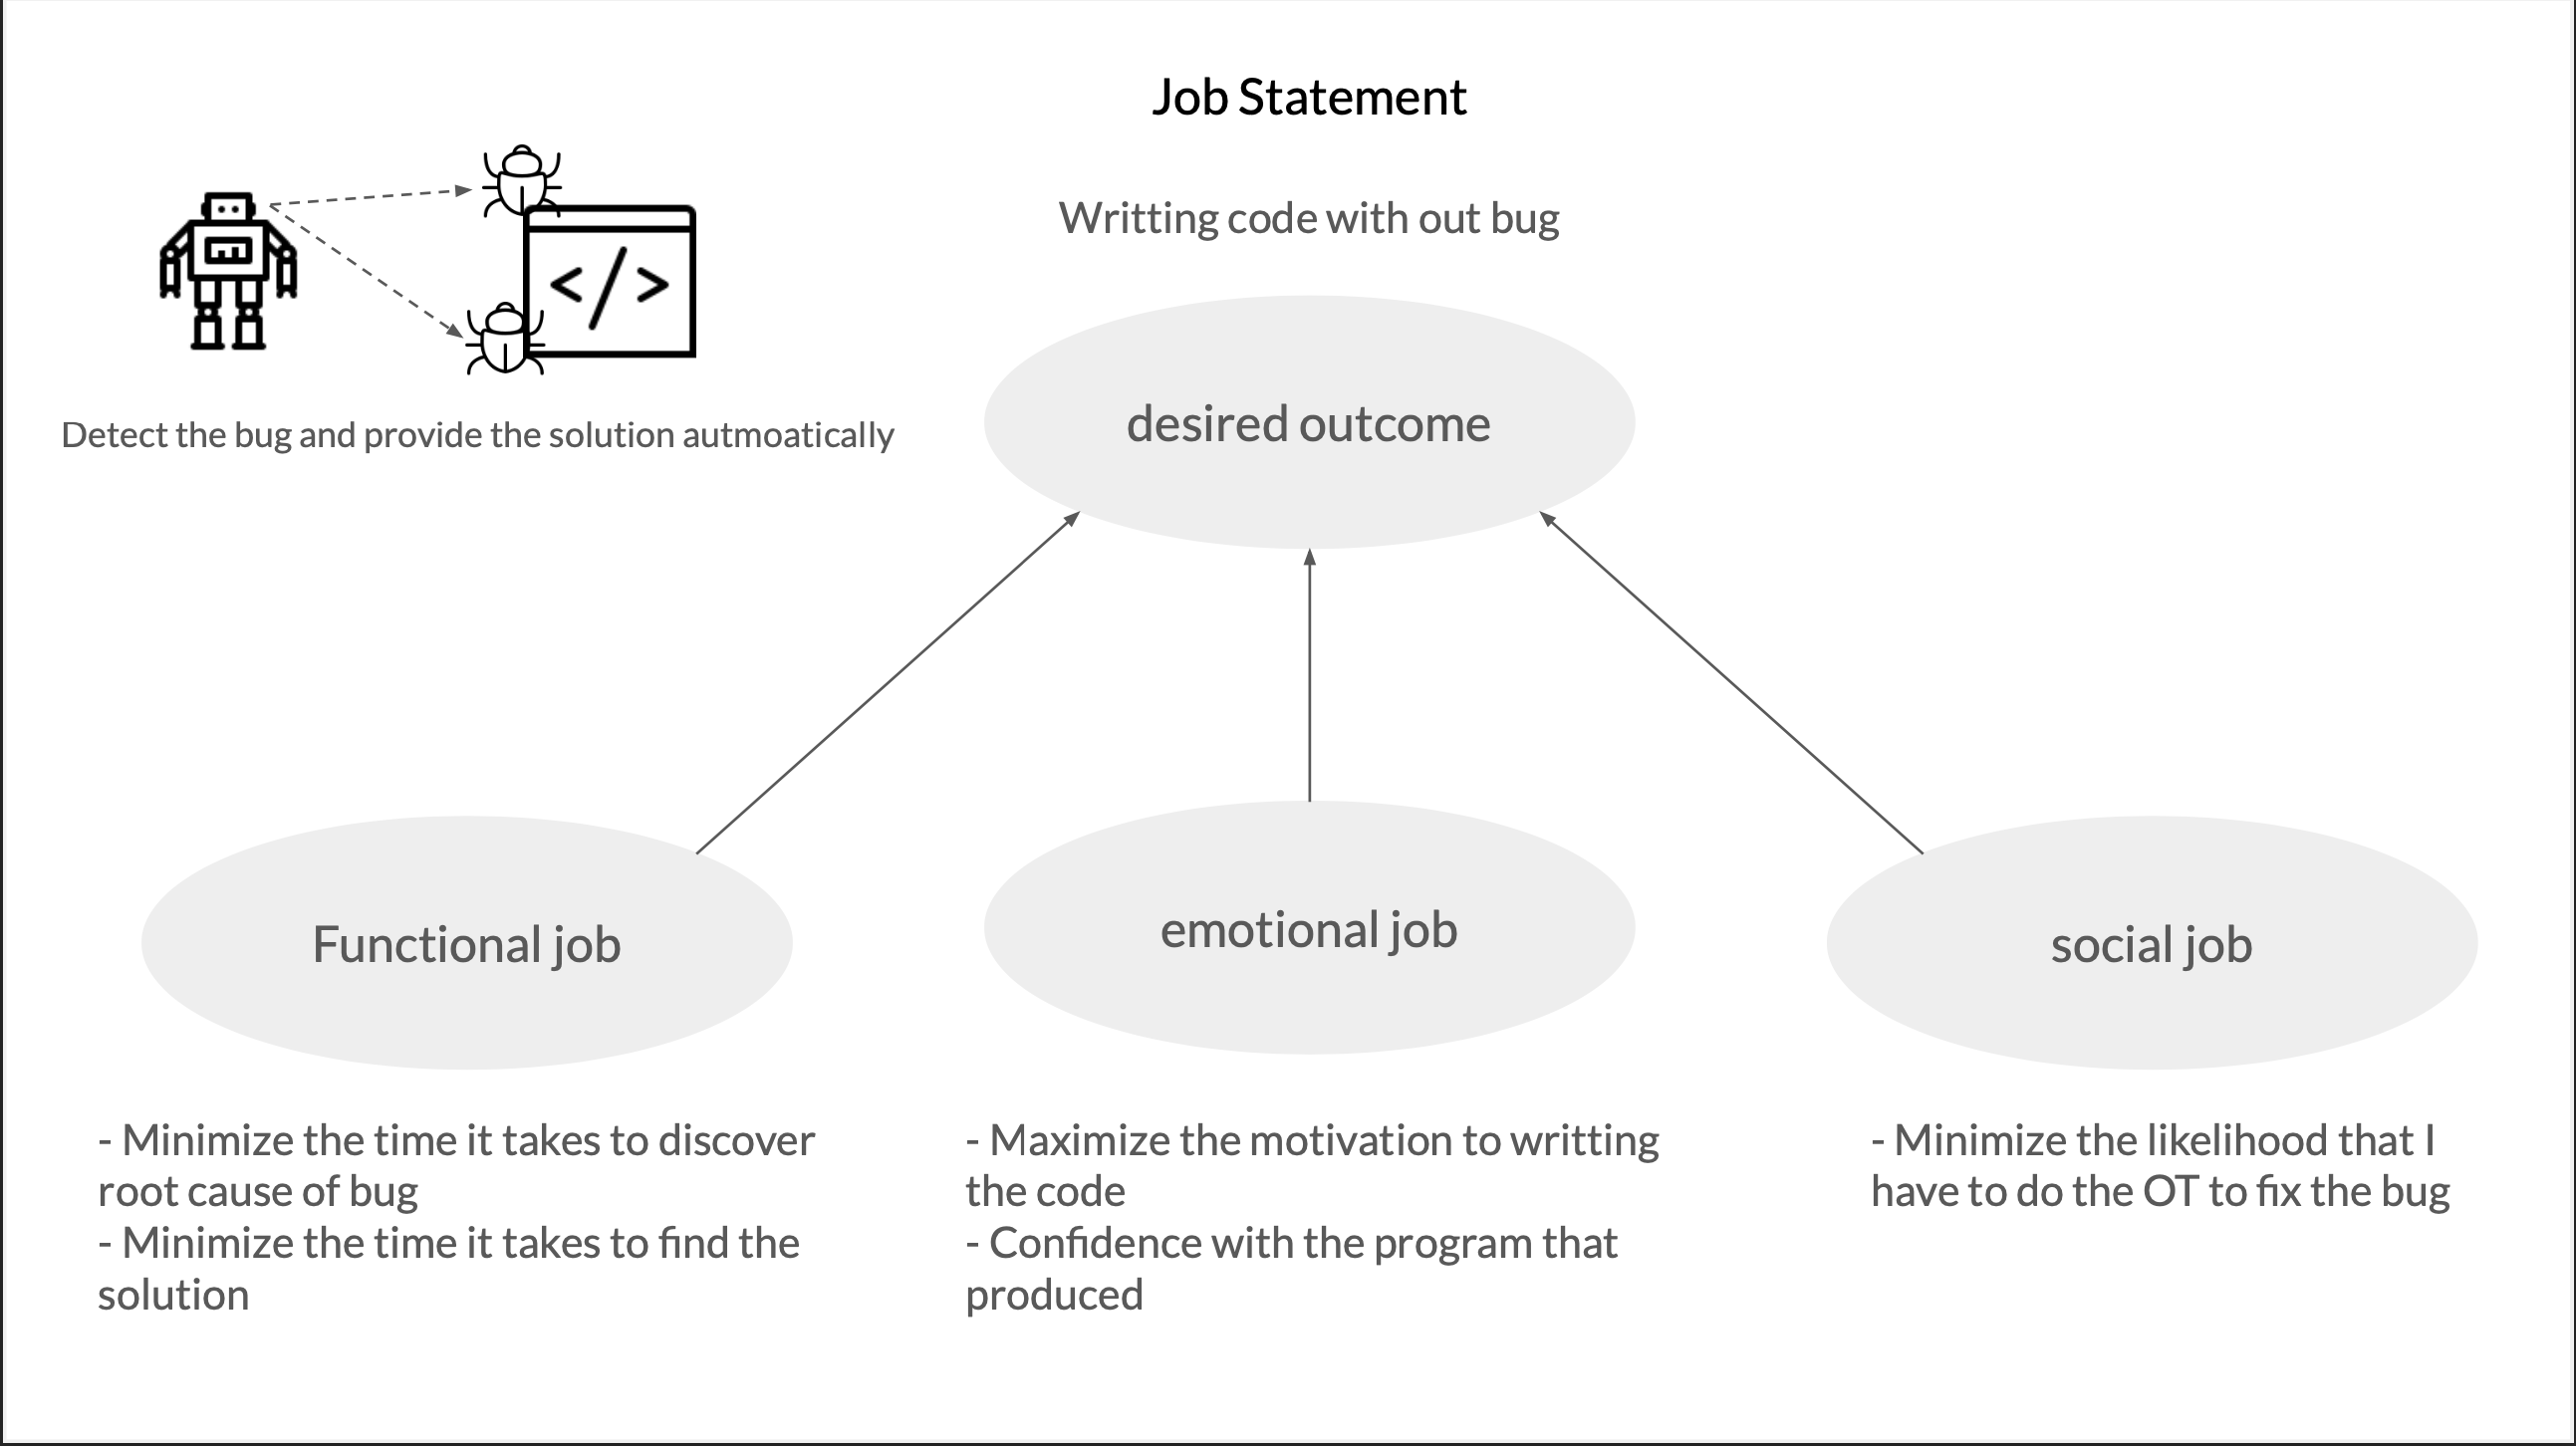 Job Statement
Writting code with out bug
</>
Detect the bug and provide the solution autmoatically
desired outcome
Functional job
emotional job
social job
- Minimize the time it takes to discover
root cause of bug
- Minimize the time it takes to find the
solution
- Maximize the motivation to writting
the code
- Confidence with the program that
produced
- Minimize the likelihood that I
have to do the OT to fix the bug